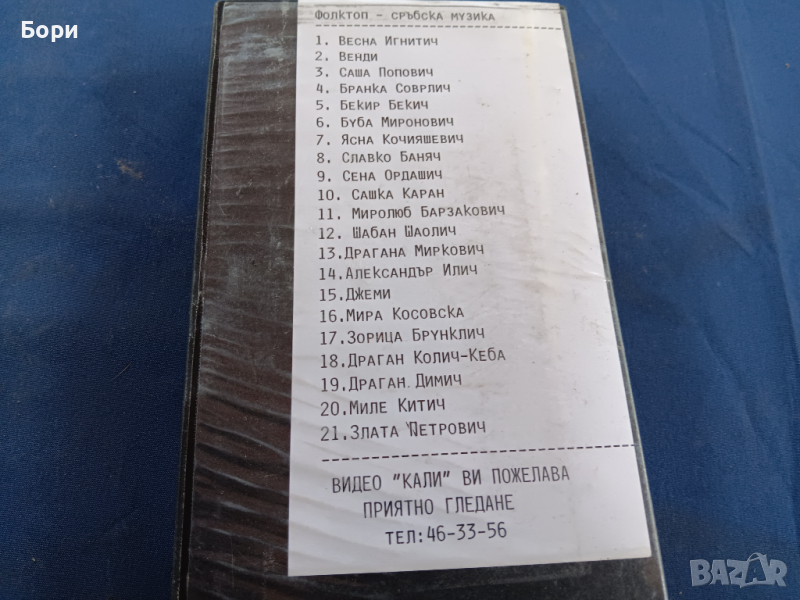 Бори
Фолктоп - сръбска музика
1. Весна Игнитич
2. Венди
3. Саша Попович
4. Бранка Соврлич
5. Бекир Бекич
6. Буба Миронович
7. Ясна Кочияшевич
8. Славко Баняч
9. Сена Ордашич
10. Сашка Каран
11. Миролюб Барзакович
12. Шабан Шаолич
13.Драгана Миркович
14.Александър Илич
15.Джеми
16.Мира Косовска
17.Зорица Брунклич
18.Драган Колич-Кеба
19.Драган Димич
20.Миле Китич
21.Злата Петрович
ВИДЕО "КАЛИ" ВИ ПОЖЕЛАВА
ПРИЯТНО ГЛЕДАНЕ
ТЕЛ:46-33-56
BAZAR